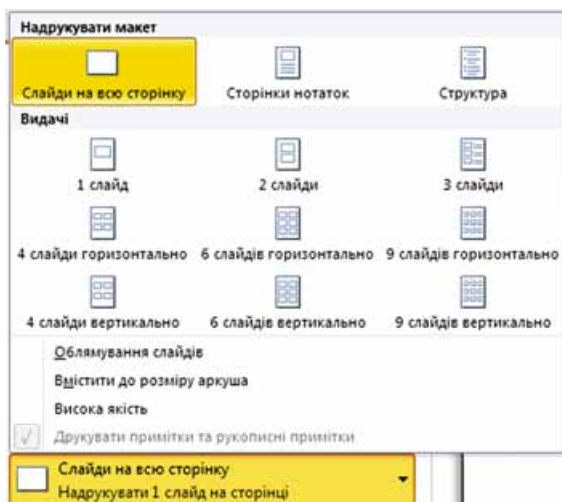 Надрукувати макет
Слайди на всю сторінку Сторінки нотаток Структура
Видачі
1 слайд 2 слайди 3 слайди
4 слайди горизонтально 6 слайдів горизонтально 9 слайдів горизонтально
4 слайди вертикально 6 слайдів вертикально 9 слайдів вертикально
Облямування слайдів
Вмістити до розміру аркуша
Висока якість
Друкувати примітки та рукописні примітки
Слайди на всю сторінку
Надрукувати 1 слайд на сторінці